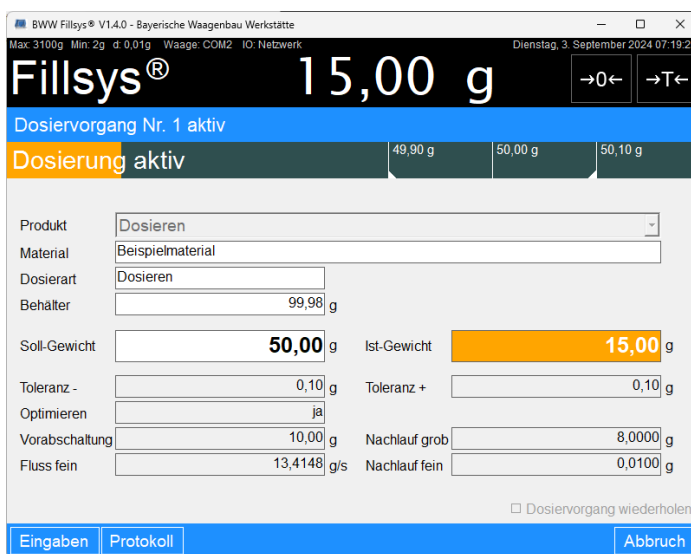 BWW Fillsys® V1.4.0 - Bayerische Waagenbau Werkstätte
Max: 3100g Min: 2g d: 0,01g Waage: COM2 IO: Netzwerk Dienstag, 3. September 2024 07:19:2
Fillsys® 15,00 g →0← →T←
Dosiervorgang Nr. 1 aktiv
Dosierung aktiv 49,90 g 50,00 g 50,10 g
Produkt Dosieren
Material Beispielmaterial
Dosierart Dosieren
Behälter 99,98 g
Soll-Gewicht 50,00 g Ist-Gewicht 15,00 g
Toleranz - 0,10 g Toleranz + 0,10 g
Optimieren ja
Vorabschaltung 10,00 g Nachlauf grob 8,0000 g
Fluss fein 13,4148 g/s Nachlauf fein 0,0100 g
Dosiervorgang wiederholen
Eingaben Protokoll Abbruch